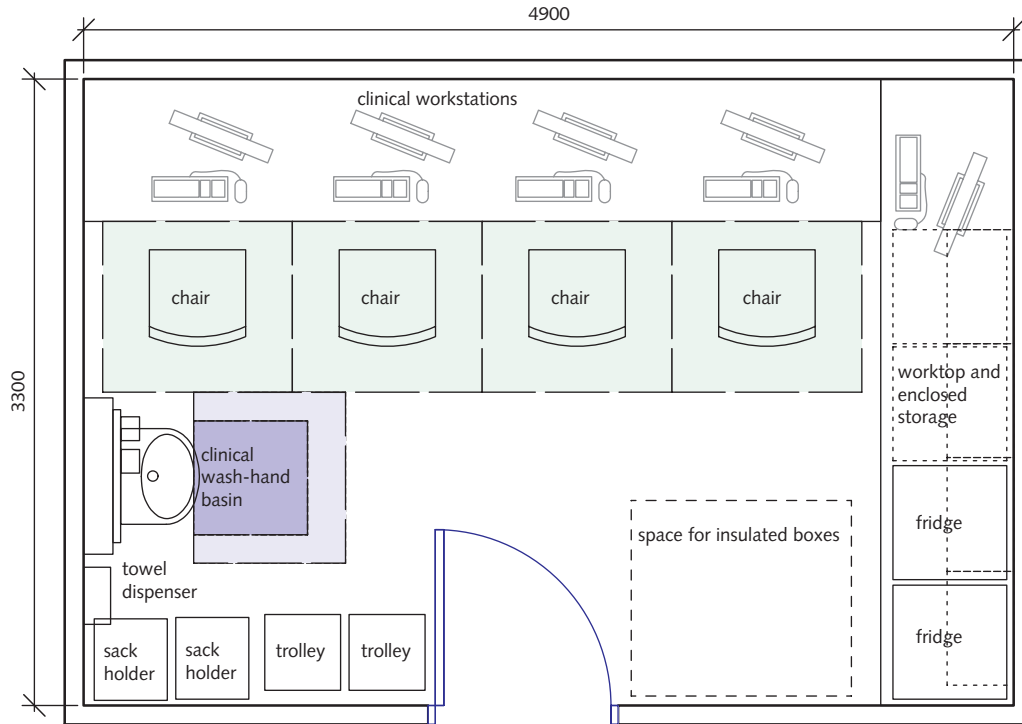 4900
3300
clinical workstations
chair
chair
chair
chair
worktop and
enclosed
storage
clinical
wash-hand
basin
space for insulated boxes
fridge
towel
dispenser
sack
holder
sack
holder
trolley
trolley
fridge